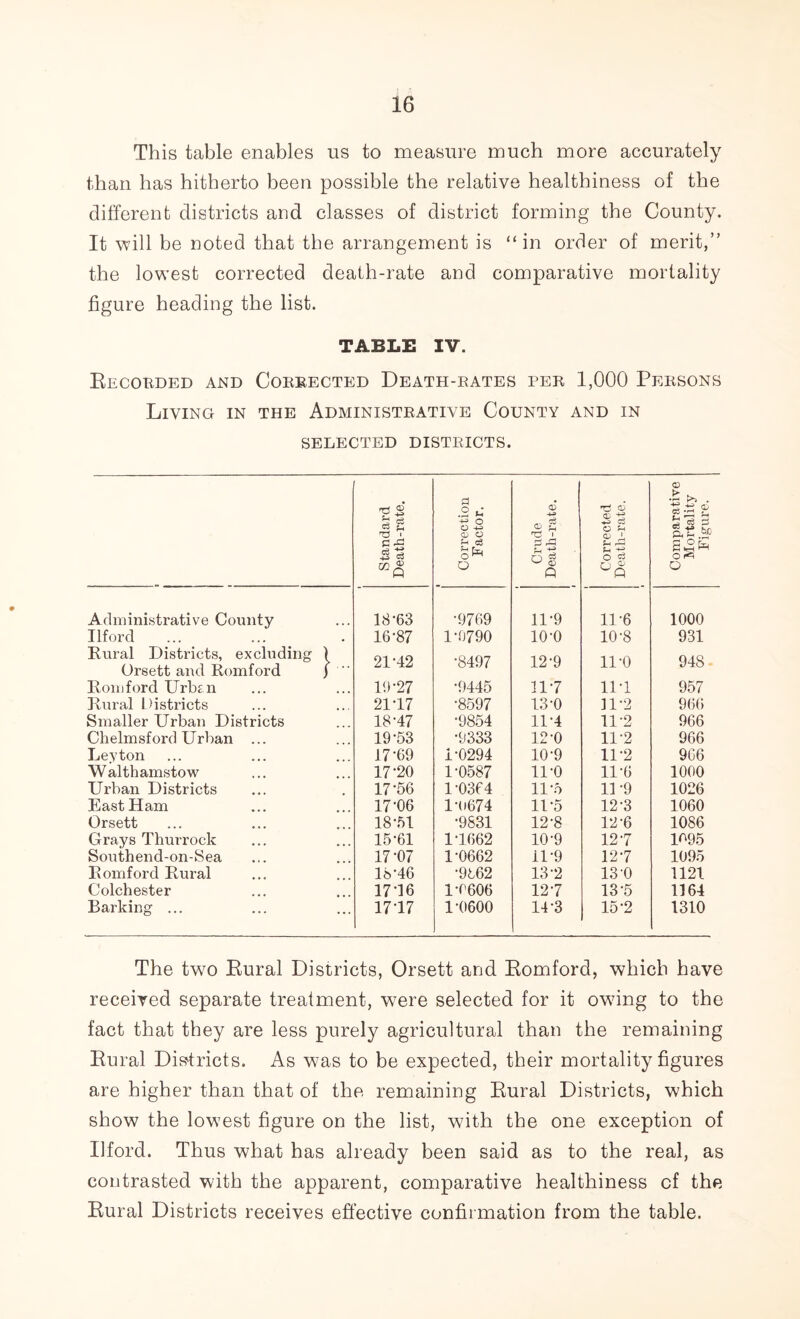 16
This table enables us to measure much more accurately
than has hitherto been possible the relative healthiness of the
different districts and classes of district forming the County.
It will be noted that the arrangement is “in order of merit,”
the lowest corrected death-rate and comparative mortality
figure heading the list.
TABLE IV.
Recorded and Corrected Death-rates per 1,000 Persons
Living in the Administrative County and in
selected districts.
Standard Death-rate. Correction Factor. Crude Death-rate. Corrected Death-rate. Comparative Mortality Figure.
Administrative County ... 18·63 ·9769 11·9 11·6 1000
Ilford ... ... . 16·87 1·0790 10·0 10·8 931
Rural Districts, excluding Orsett and Romford } ... 21·42 ·8497 12·9 11·0 948
Romford Urban ... ... 19·27 ·9445 11·7 11·1 957
Rural Districts ... ... 21·17 ·8597 13·0 11·2 966
Smaller Urban Districts ... 18·47 ·9854 11·4 11·2 966
Chelmsford Urban ... ... 19·53 ·9333 12·0 11·2 966
Leyton ... ... ... 17·69 1·0294 10·9 11·2 966
Walthamstow ... ... 17·20 1·0587 11·0 11·6 1000
Urban Districts ... . 17·56 1·0364 11·5 11·9 1026
East Ham ... ... 17·06 1·0674 11·5 12·3 1060
Orsett ... ... ... 18·51 ·9831 12·8 12·6 1086
Grays Thurrock ... ... 15·61 1·1662 10·9 12·7 1095
Southend-on-Sea ... ... 17·07 1·0662 11·9 12·7 1095
Romford Rural ... ... 18·46 ·9862 13·2 13·0 1121
Colchester ... ... 17·16 1·0606 12·7 13·5 1164
Barking ... ... ... 17·17 1·0600 14·3 15·2 1310
The two Rural Districts, Orsett and Romford, which have
received separate treatment, were selected for it owing to the
fact that they are less purely agricultural than the remaining
Rural Districts. As was to be expected, their mortality figures
are higher than that of the remaining Rural Districts, which
show the lowest figure on the list, with the one exception of
Ilford. Thus what has already been said as to the real, as
contrasted with the apparent, comparative healthiness of the
Rural Districts receives effective confirmation from the table.